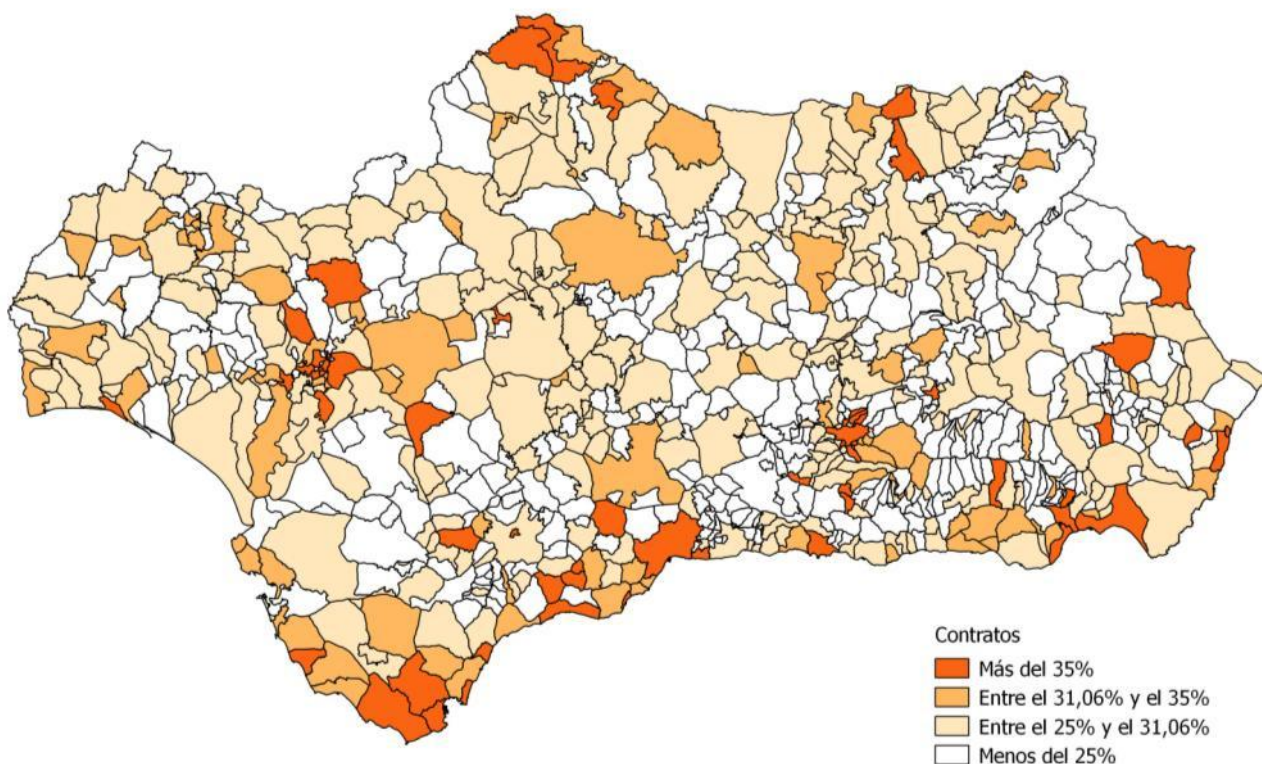 Contratos
Más del 35%
Entre el 31,06% y el 35%
Entre el 25% y el 31,06%
Menos del 25%